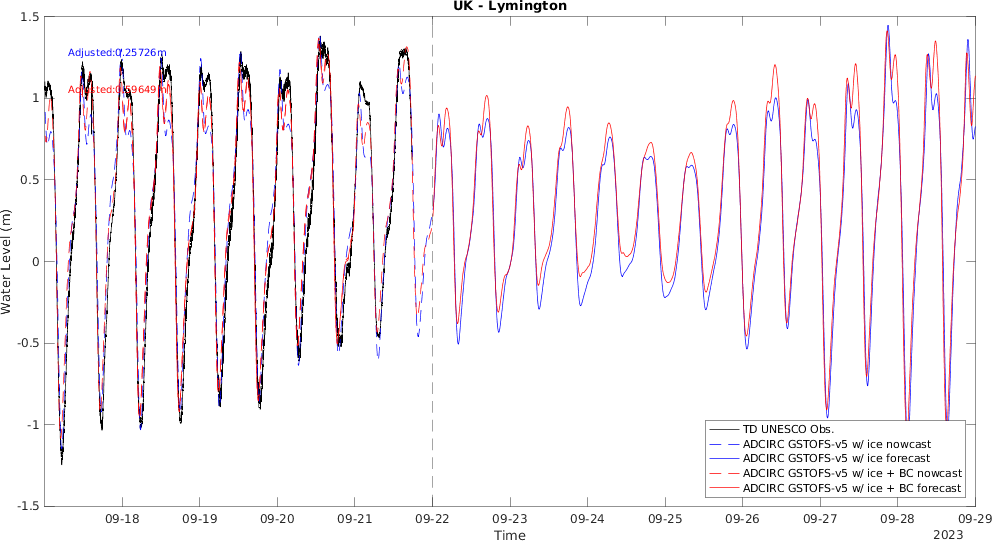 UK - Lymington
1.5
1
0.5
0
-0.5
-1
-1.5
Water Level (m)
Adjusted:0.25726m
09-18
09-19
09-20
09-21
09-22
09-23
09-24
09-25
09-26
09-27
09-28
09-29
Time
2023
TD UNESCO Obs.
ADCIRC GSTOFS-v5 w/ ice nowcast
ADCIRC GSTOFS-v5 w/ ice forecast
ADCIRC GSTOFS-v5 w/ ice + BC nowcast
ADCIRC GSTOFS-v5 w/ ice + BC forecast